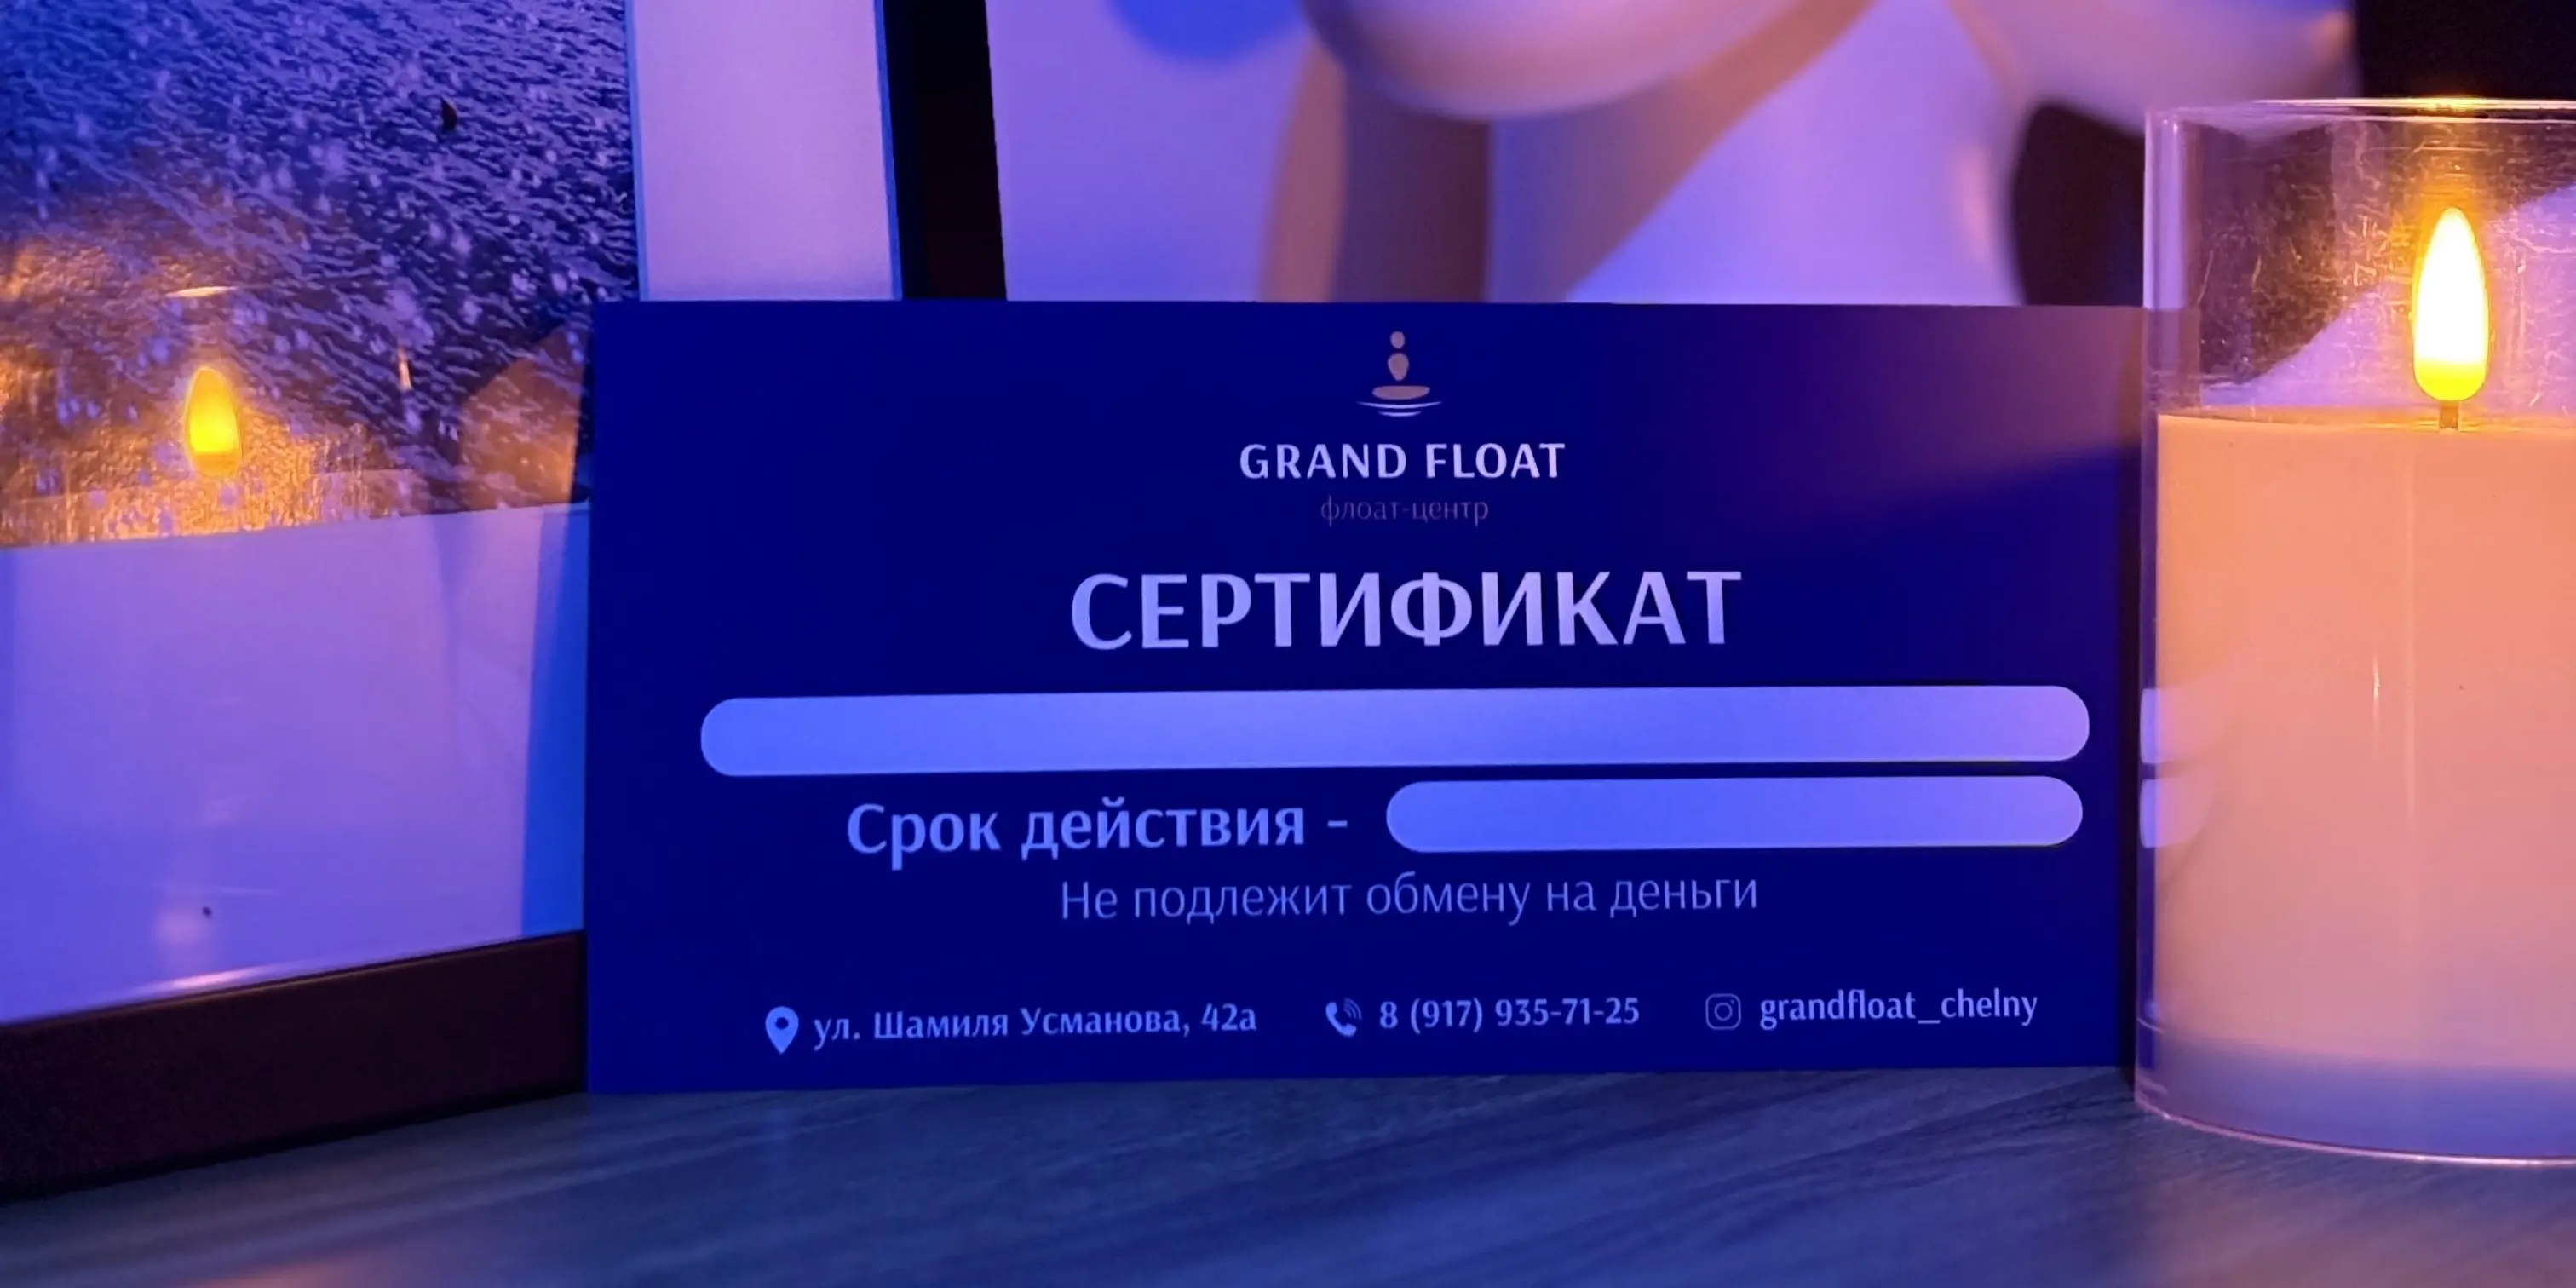 GRAND FLOAT
флоат-центр
СЕРТИФИКАТ
Срок действия -
Не подлежит обмену на деньги
ул. Шамиля Усманова, 42а 8 (917) 935-71-25 grandfloat_chelny